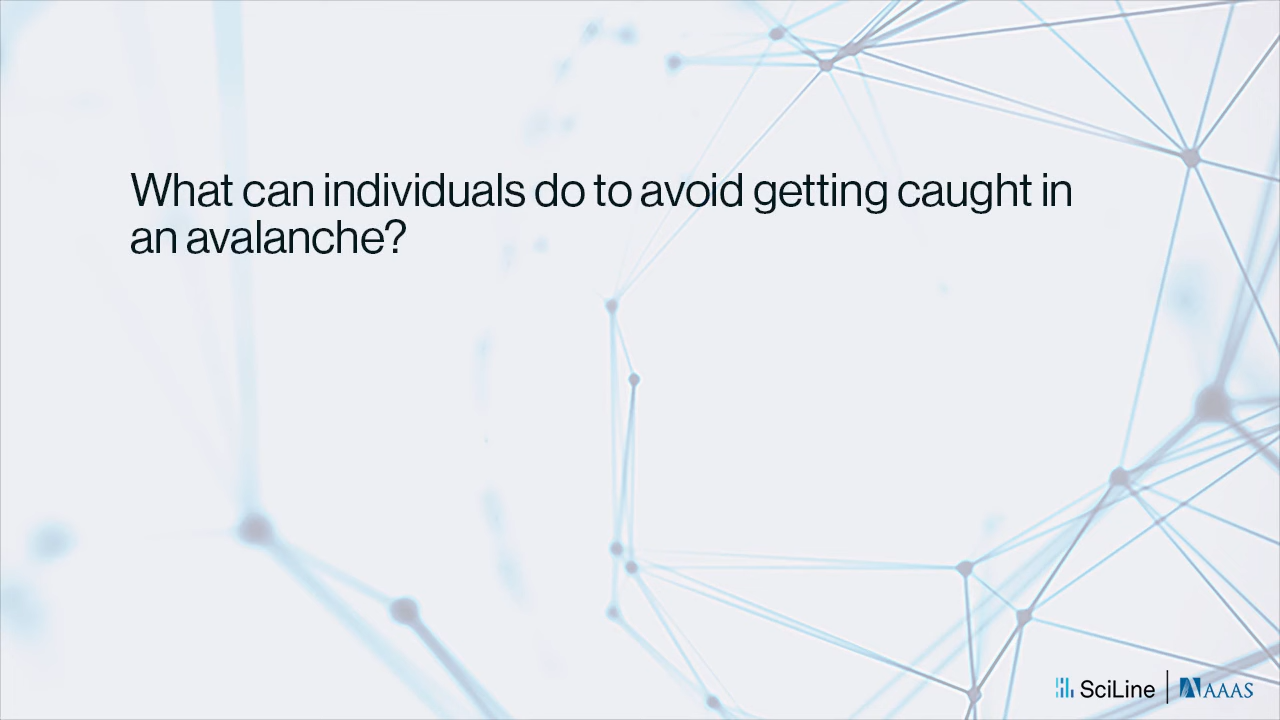 What can individuals do to avoid getting caught in
an avalanche?
SciLine | AAAS